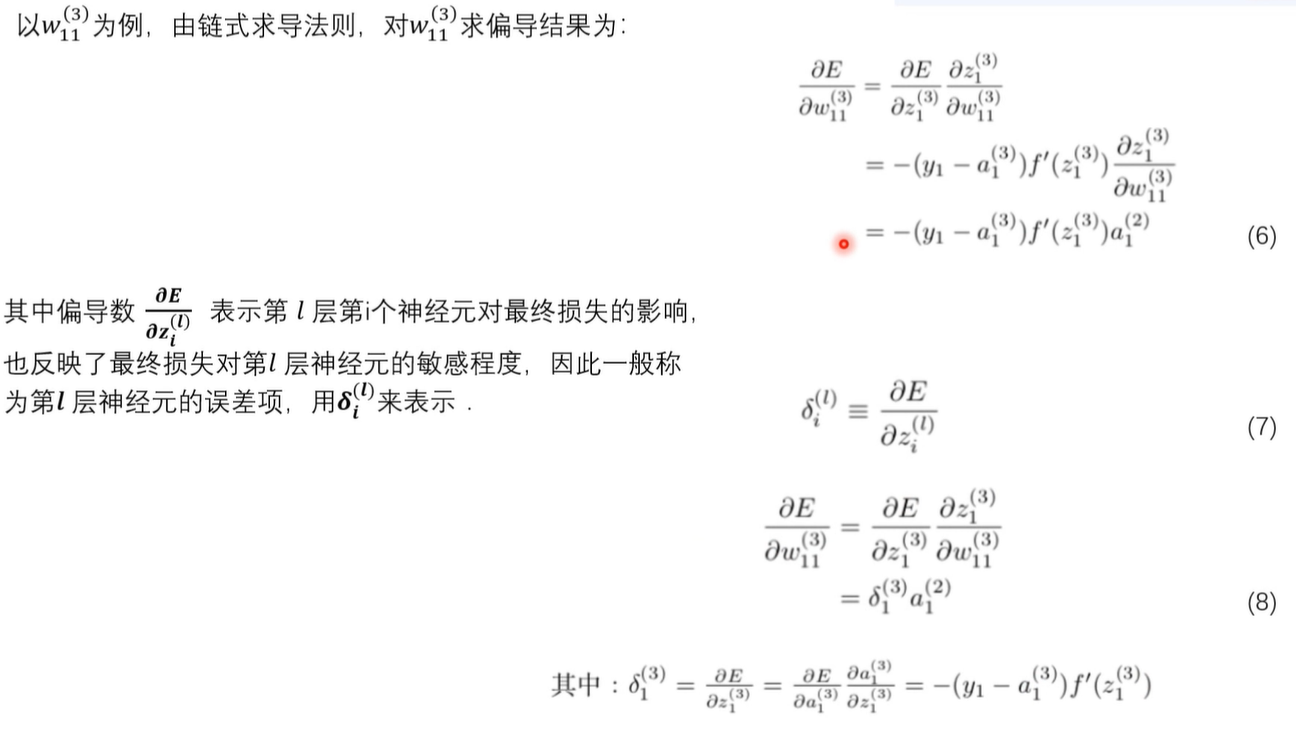 以$w_{11}^{(3)}$为例，由链式求导法则，对$w_{11}^{(3)}$求偏导结果为：
$\frac{\partial E}{\partial w_{11}^{(3)}} = \frac{\partial E}{\partial z_1^{(3)}} \frac{\partial z_1^{(3)}}{\partial w_{11}^{(3)}}$
$= -(y_1 - a_1^{(3)}) f'(z_1^{(3)}) \frac{\partial z_1^{(3)}}{\partial w_{11}^{(3)}}$
$= -(y_1 - a_1^{(3)}) f'(z_1^{(3)}) a_1^{(2)}$ (6)
其中偏导数 $\frac{\partial E}{\partial z_i^{(l)}}$ 表示第 $l$ 层第i个神经元对最终损失的影响，
也反映了最终损失对第$l$ 层神经元的敏感程度，因此一般称
为第$l$ 层神经元的误差项，用$\delta_i^{(l)}$来表示 .
$\delta_i^{(l)} \equiv \frac{\partial E}{\partial z_i^{(l)}}$ (7)
$\frac{\partial E}{\partial w_{11}^{(3)}} = \frac{\partial E}{\partial z_1^{(3)}} \frac{\partial z_1^{(3)}}{\partial w_{11}^{(3)}}$
$= \delta_1^{(3)} a_1^{(2)}$ (8)
其中：$\delta_1^{(3)} = \frac{\partial E}{\partial z_1^{(3)}} = \frac{\partial E}{\partial a_1^{(3)}} \frac{\partial a_1^{(3)}}{\partial z_1^{(3)}} = -(y_1 - a_1^{(3)}) f'(z_1^{(3)})$